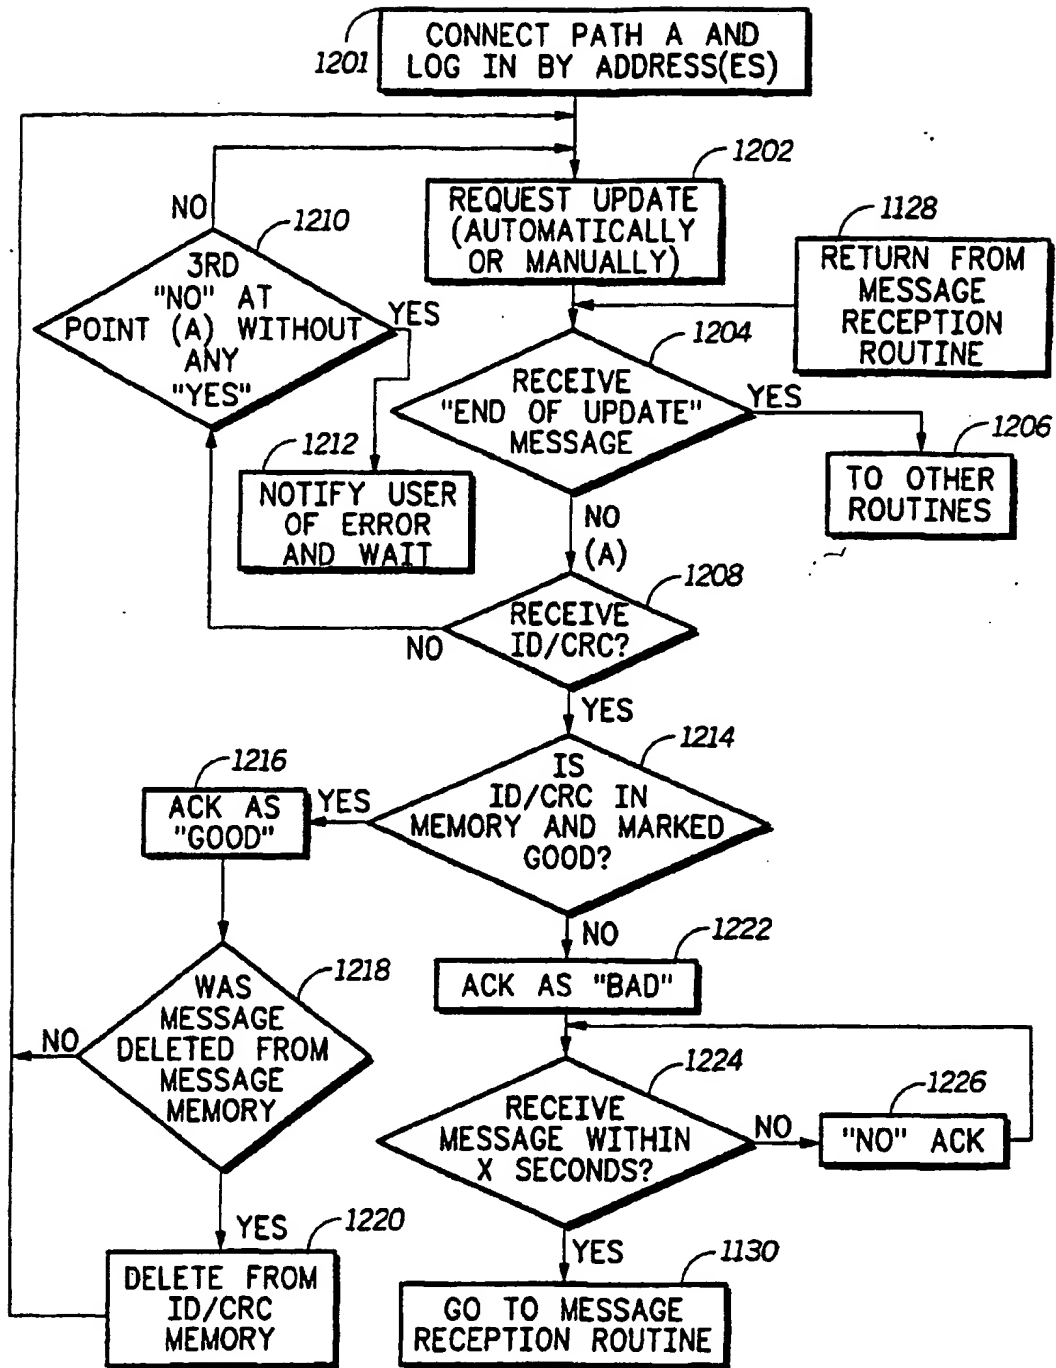 CONNECT PATH A AND
LOG IN BY ADDRESS(ES)
1201
1202
REQUEST UPDATE
(AUTOMATICALLY
OR MANUALLY)
1128
RETURN FROM
MESSAGE
RECEPTION
ROUTINE
NO
1210
3RD
"NO" AT
POINT (A) WITHOUT
ANY
"YES"
YES
1204
RECEIVE
"END OF UPDATE"
MESSAGE
YES
1206
TO OTHER
ROUTINES
1212
NOTIFY USER
OF ERROR
AND WAIT
NO
(A)
1208
RECEIVE
ID/CRC?
NO
YES
1214
IS
ID/CRC IN
MEMORY AND MARKED
GOOD?
YES
1216
ACK AS
"GOOD"
NO
1222
ACK AS "BAD"
1218
WAS
MESSAGE
DELETED FROM
MESSAGE
MEMORY
NO
1224
RECEIVE
MESSAGE WITHIN
X SECONDS?
NO
1226
"NO" ACK
YES
1220
DELETE FROM
ID/CRC
MEMORY
YES
1130
GO TO MESSAGE
RECEPTION ROUTINE